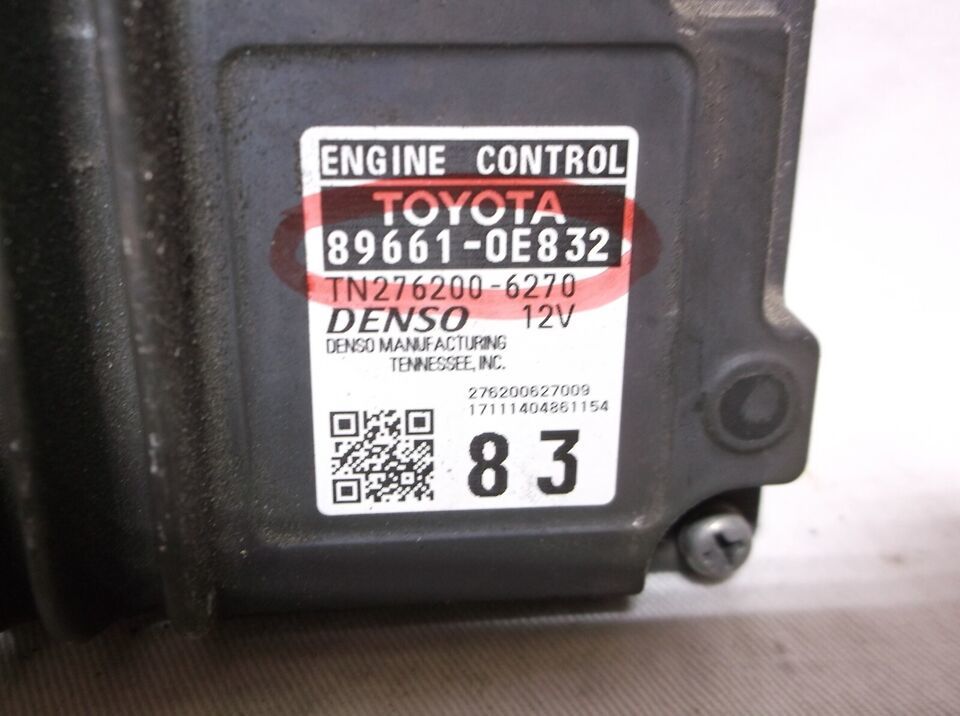 ENGINE CONTROL
TOYOTA
89661-0E832
TN276200-6270
DENSO 12V
DENSO MANUFACTURING
TENNESSEE, INC.
276200627009
17111404861154
83